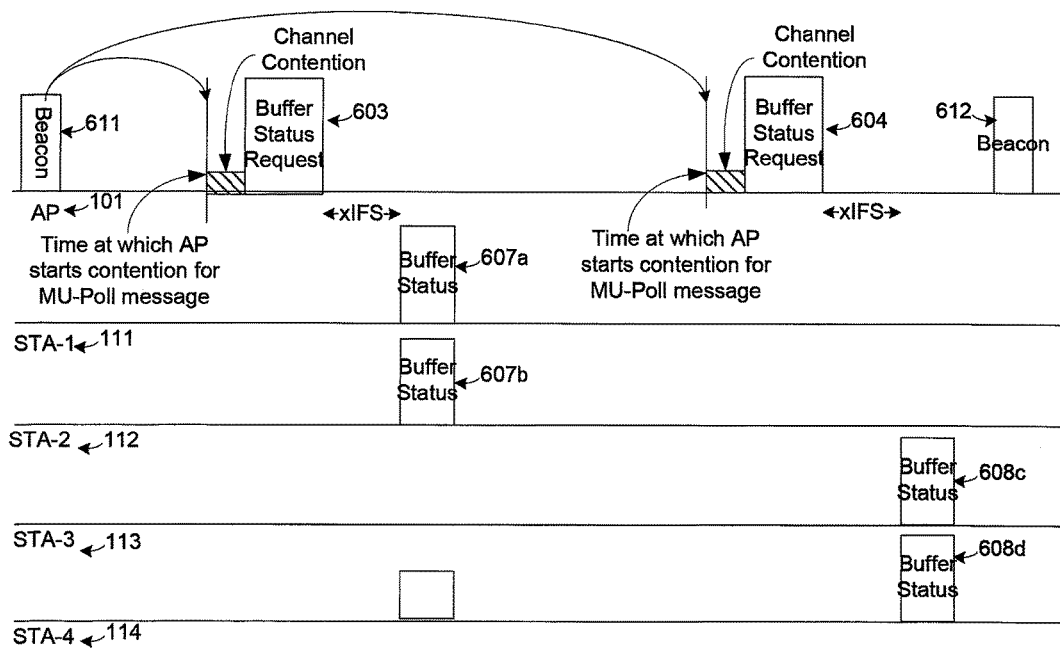 Channel
Contention
Beacon
611
Buffer
Status
Request
603
Time at which AP
starts contention for
MU-Poll message
AP
101
xIFS
Channel
Contention
Buffer
Status
Request
604
612
Beacon
Time at which AP
starts contention for
MU-Poll message
xIFS
Buffer
Status
607a
STA-1
111
Buffer
Status
607b
STA-2
112
Buffer
Status
608c
STA-3
113
Buffer
Status
608d
STA-4
114